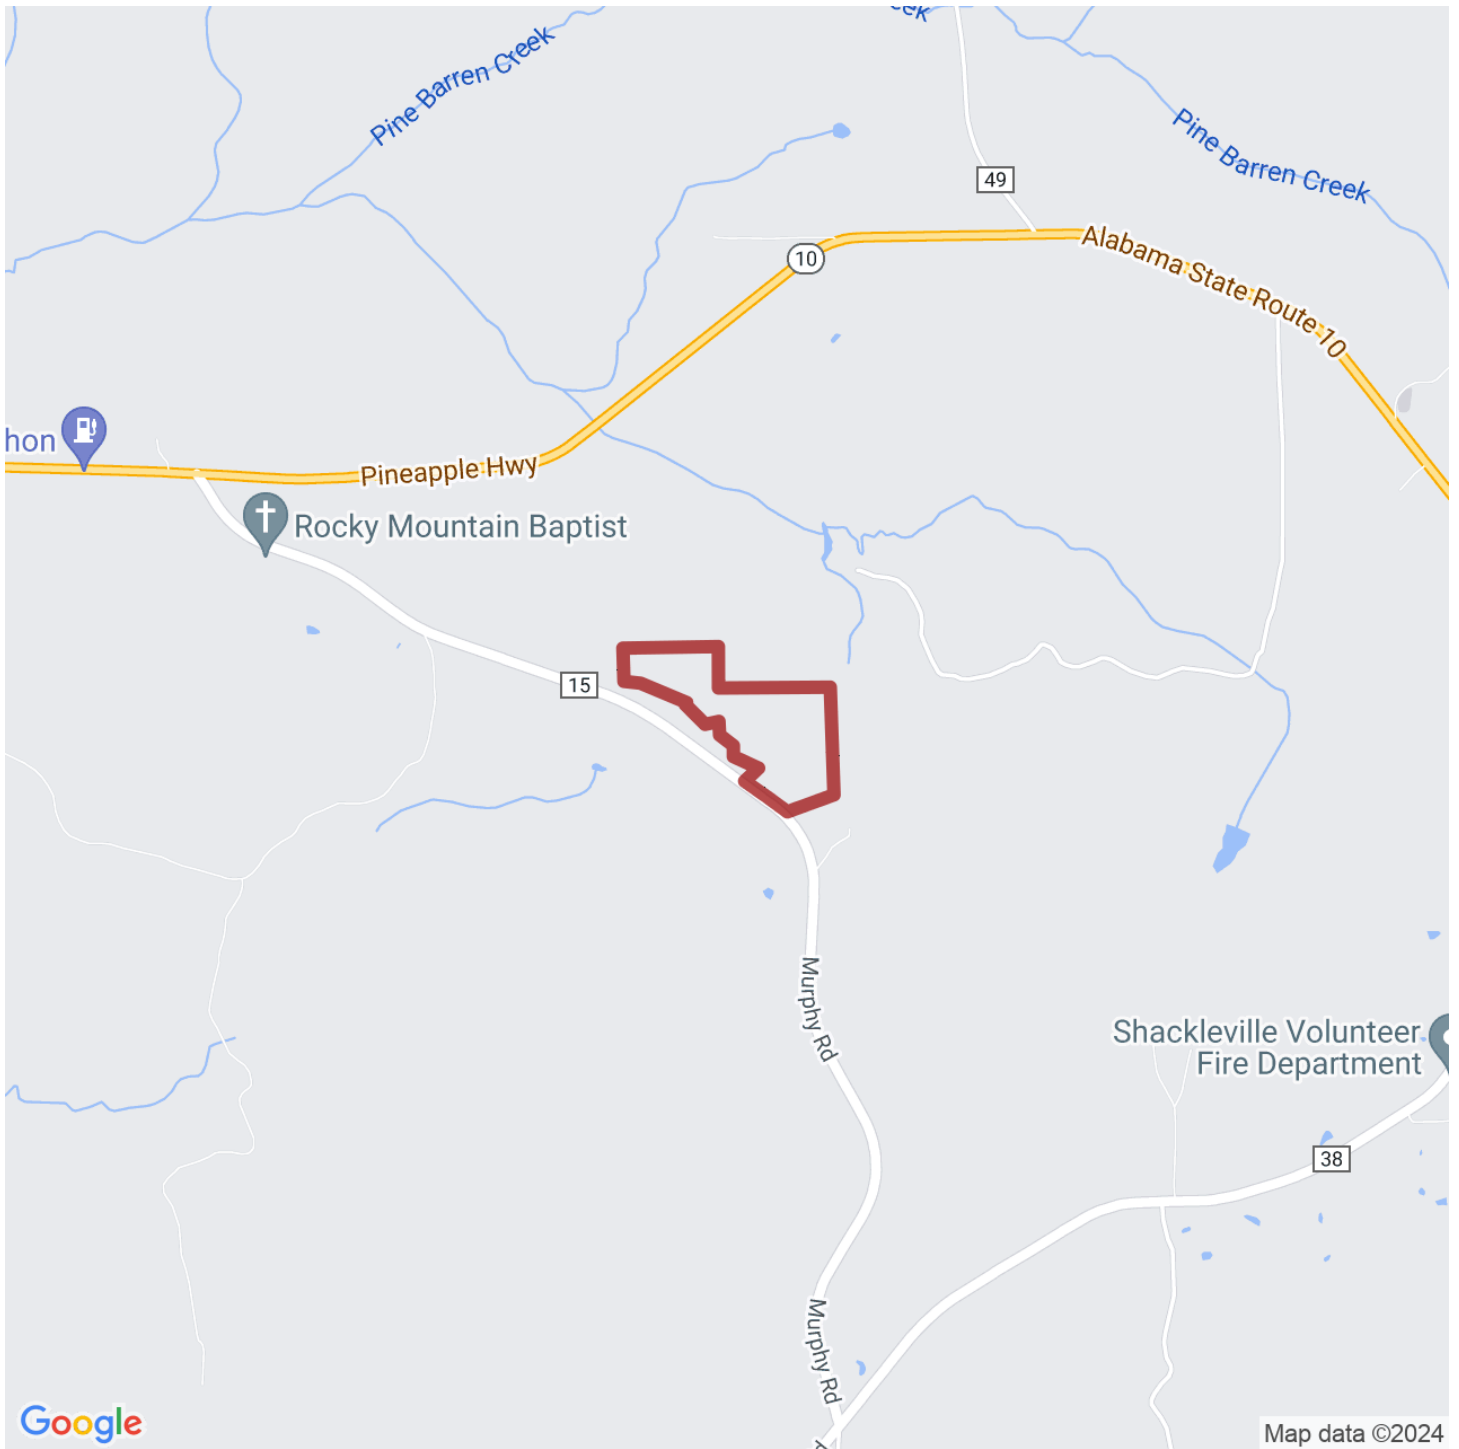 Pine Barren Creek
eek
Pine Barren Creek
49
10
Alabama State Route 10
hon
Pineapple Hwy
Rocky Mountain Baptist
15
Murphy Rd
Shackleville Volunteer
Fire Department
38
Murphy Rd
Google
Map data ©2024